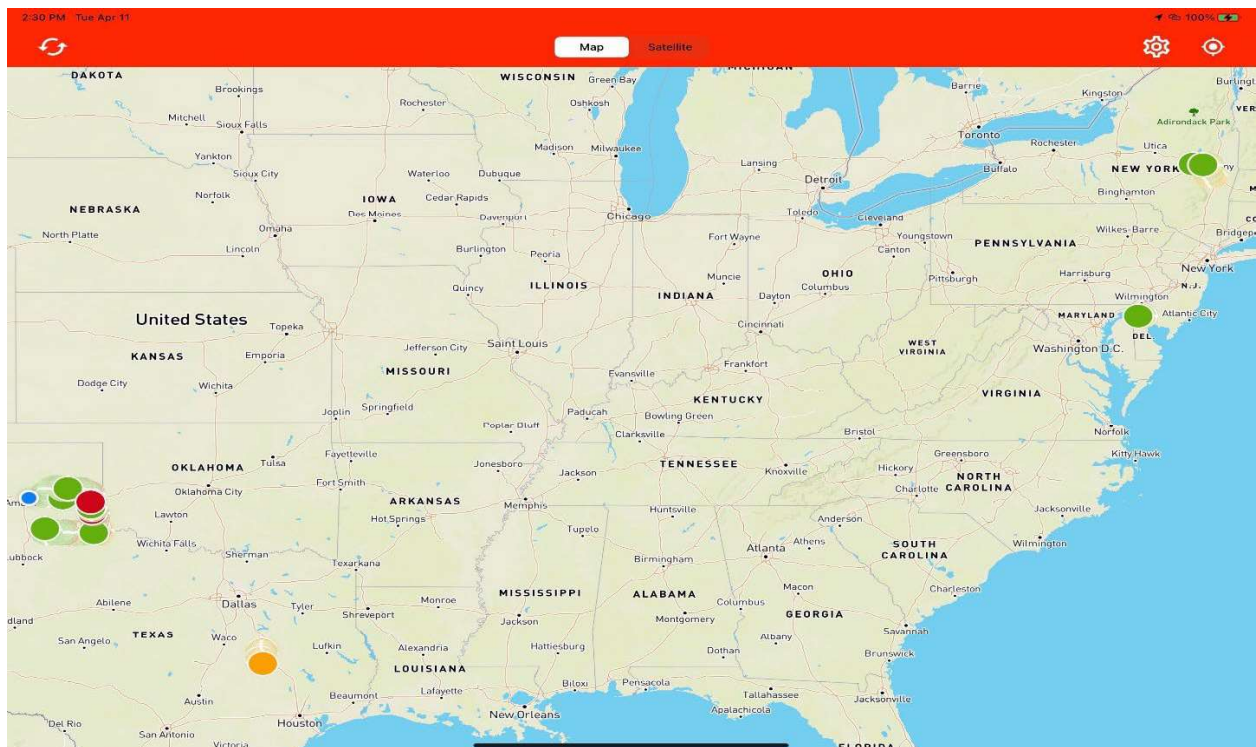 2:30 PM Tue Apr 11
100%
Map Satellite
DAKOTA
WISCONSIN Green Bay
Barrie
Kingston
Brookings
Rochester
Oshkosh
Mitchell
Sioux Falls
Adirondack Park
Toronto
Rochester
Utica
Madison Milwaukee
Yankton
Lansing
Buffalo
NEW YORK
Sioux City
Waterloo Dubuque
Detroit
Norfolk
IOWA
Cedar Rapids
Binghamton
NEBRASKA
Des Moines
Davenport
Chicago
Toledo
Cleveland
North Platte
Omaha
Fort Wayne
Youngstown
PENNSYLVANIA
Wilkes-Barre
Lincoln
Burlington
Peoria
Canton
New York
Muncie
OHIO
Pittsburgh
Harrisburg
Quincy
ILLINOIS
INDIANA
Dayton
Columbus
N.J.
Wilmington
United States
Topeka
Cincinnati
MARYLAND
Atlantic City
DEL.
KANSAS
Emporia
Jefferson City
Saint Louis
WEST
VIRGINIA
Washington D.C.
MISSOURI
Evansville
Frankfort
Dodge City
Wichita
KENTUCKY
VIRGINIA
Joplin
Springfield
Paducah
Bowling Green
Poplar Bluff
Clarksville
Bristol
Norfolk
Fayetteville
Greensboro
Kitty Hawk
OKLAHOMA
Tulsa
Jonesboro
Jackson
TENNESSEE
Knoxville
Hickory
NORTH
CAROLINA
Fort Smith
Charlotte
Oklahoma City
ARKANSAS
Memphis
Huntsville
Jacksonville
Lawton
Hot Springs
Anderson
Tupelo
Wichita Falls
Atlanta
Athens
SOUTH
CAROLINA
Wilmington
Sherman
Texarkana
Birmingham
Macon
Charleston
MISSISSIPPI
ALABAMA
Abilene
Dallas
Tyler
Shreveport
Monroe
Columbus
GEORGIA
Jackson
Montgomery
San Angelo
TEXAS
Waco
Lufkin
Alexandria
Hattiesburg
Albany
Savannah
Dothan
Brunswick
LOUISIANA
Austin
Beaumont
Lafayette
Biloxi
Pensacola
Tallahassee
Jacksonville
New Orleans
Apalachicola
Houston
Del Rio
San Antonio
Victoria